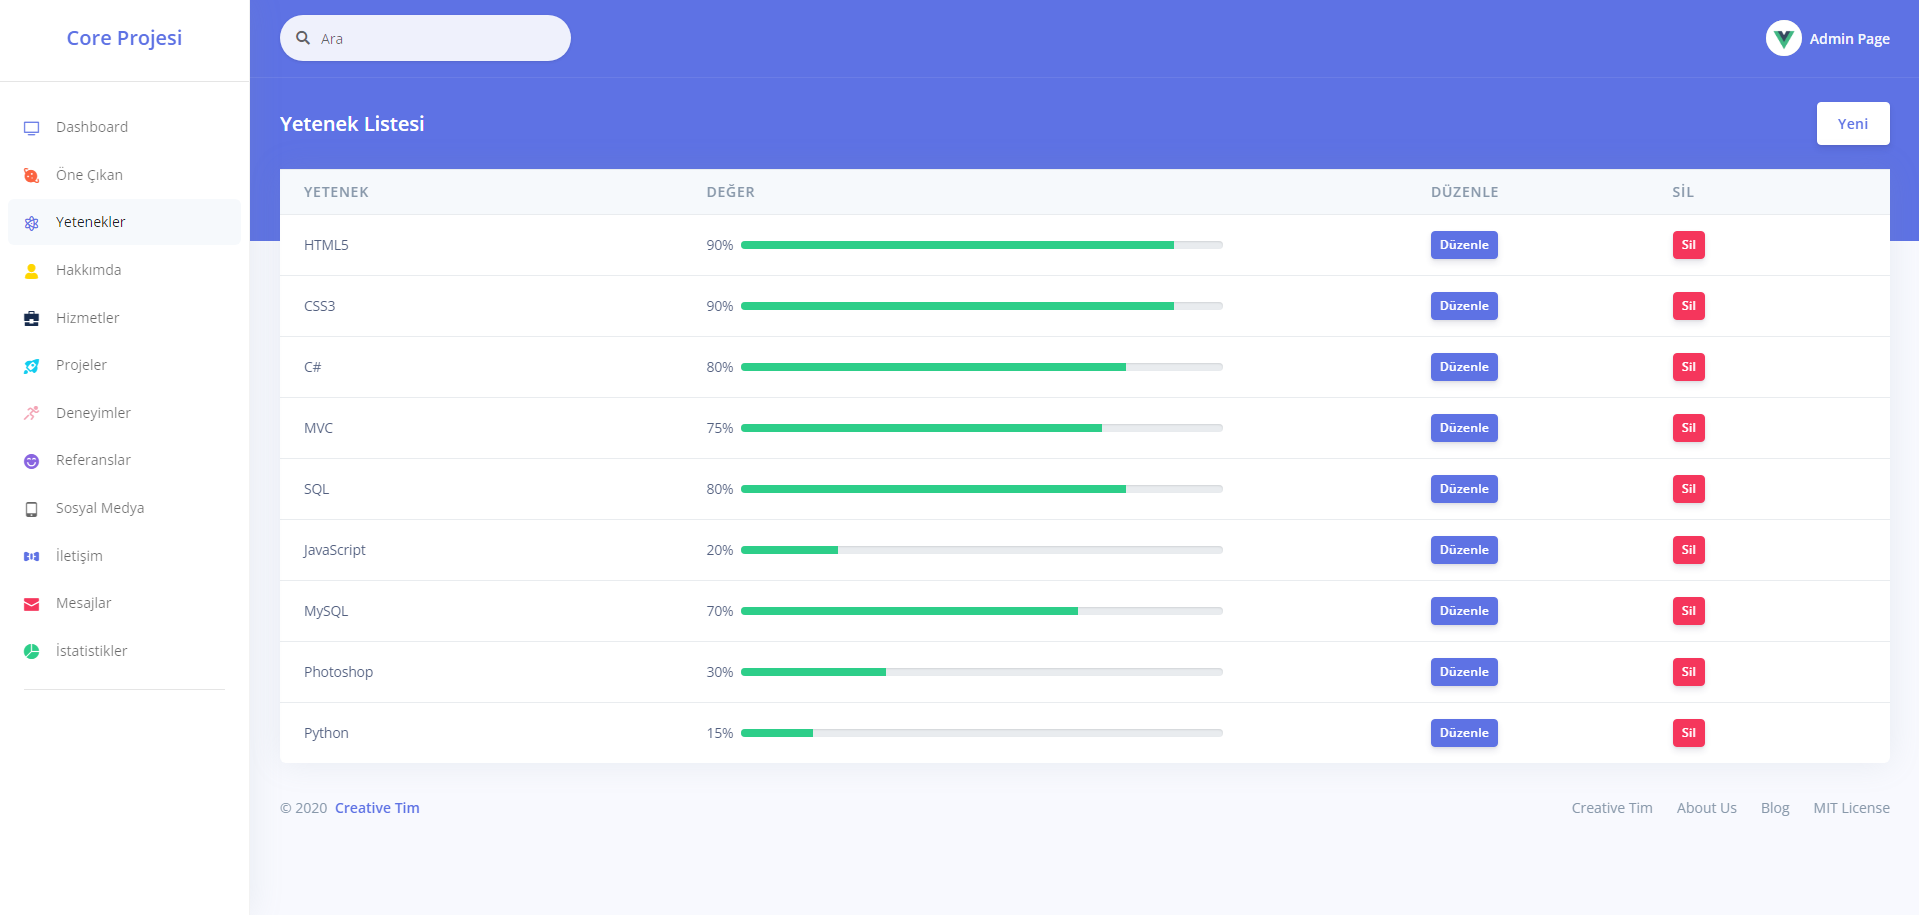 Core Projesi
Ara
Admin Page
Dashboard
Öne Çıkan
Yetenekler
Hakkımda
Hizmetler
Projeler
Deneyimler
Referanslar
Sosyal Medya
İletişim
Mesajlar
İstatistikler
Yetenek Listesi
Yeni
YETENEK DEĞER DÜZENLE SİL
HTML5 90% Düzenle Sil
CSS3 90% Düzenle Sil
C# 80% Düzenle Sil
MVC 75% Düzenle Sil
SQL 80% Düzenle Sil
JavaScript 20% Düzenle Sil
MySQL 70% Düzenle Sil
Photoshop 30% Düzenle Sil
Python 15% Düzenle Sil
© 2020 Creative Tim
Creative Tim About Us Blog MIT License